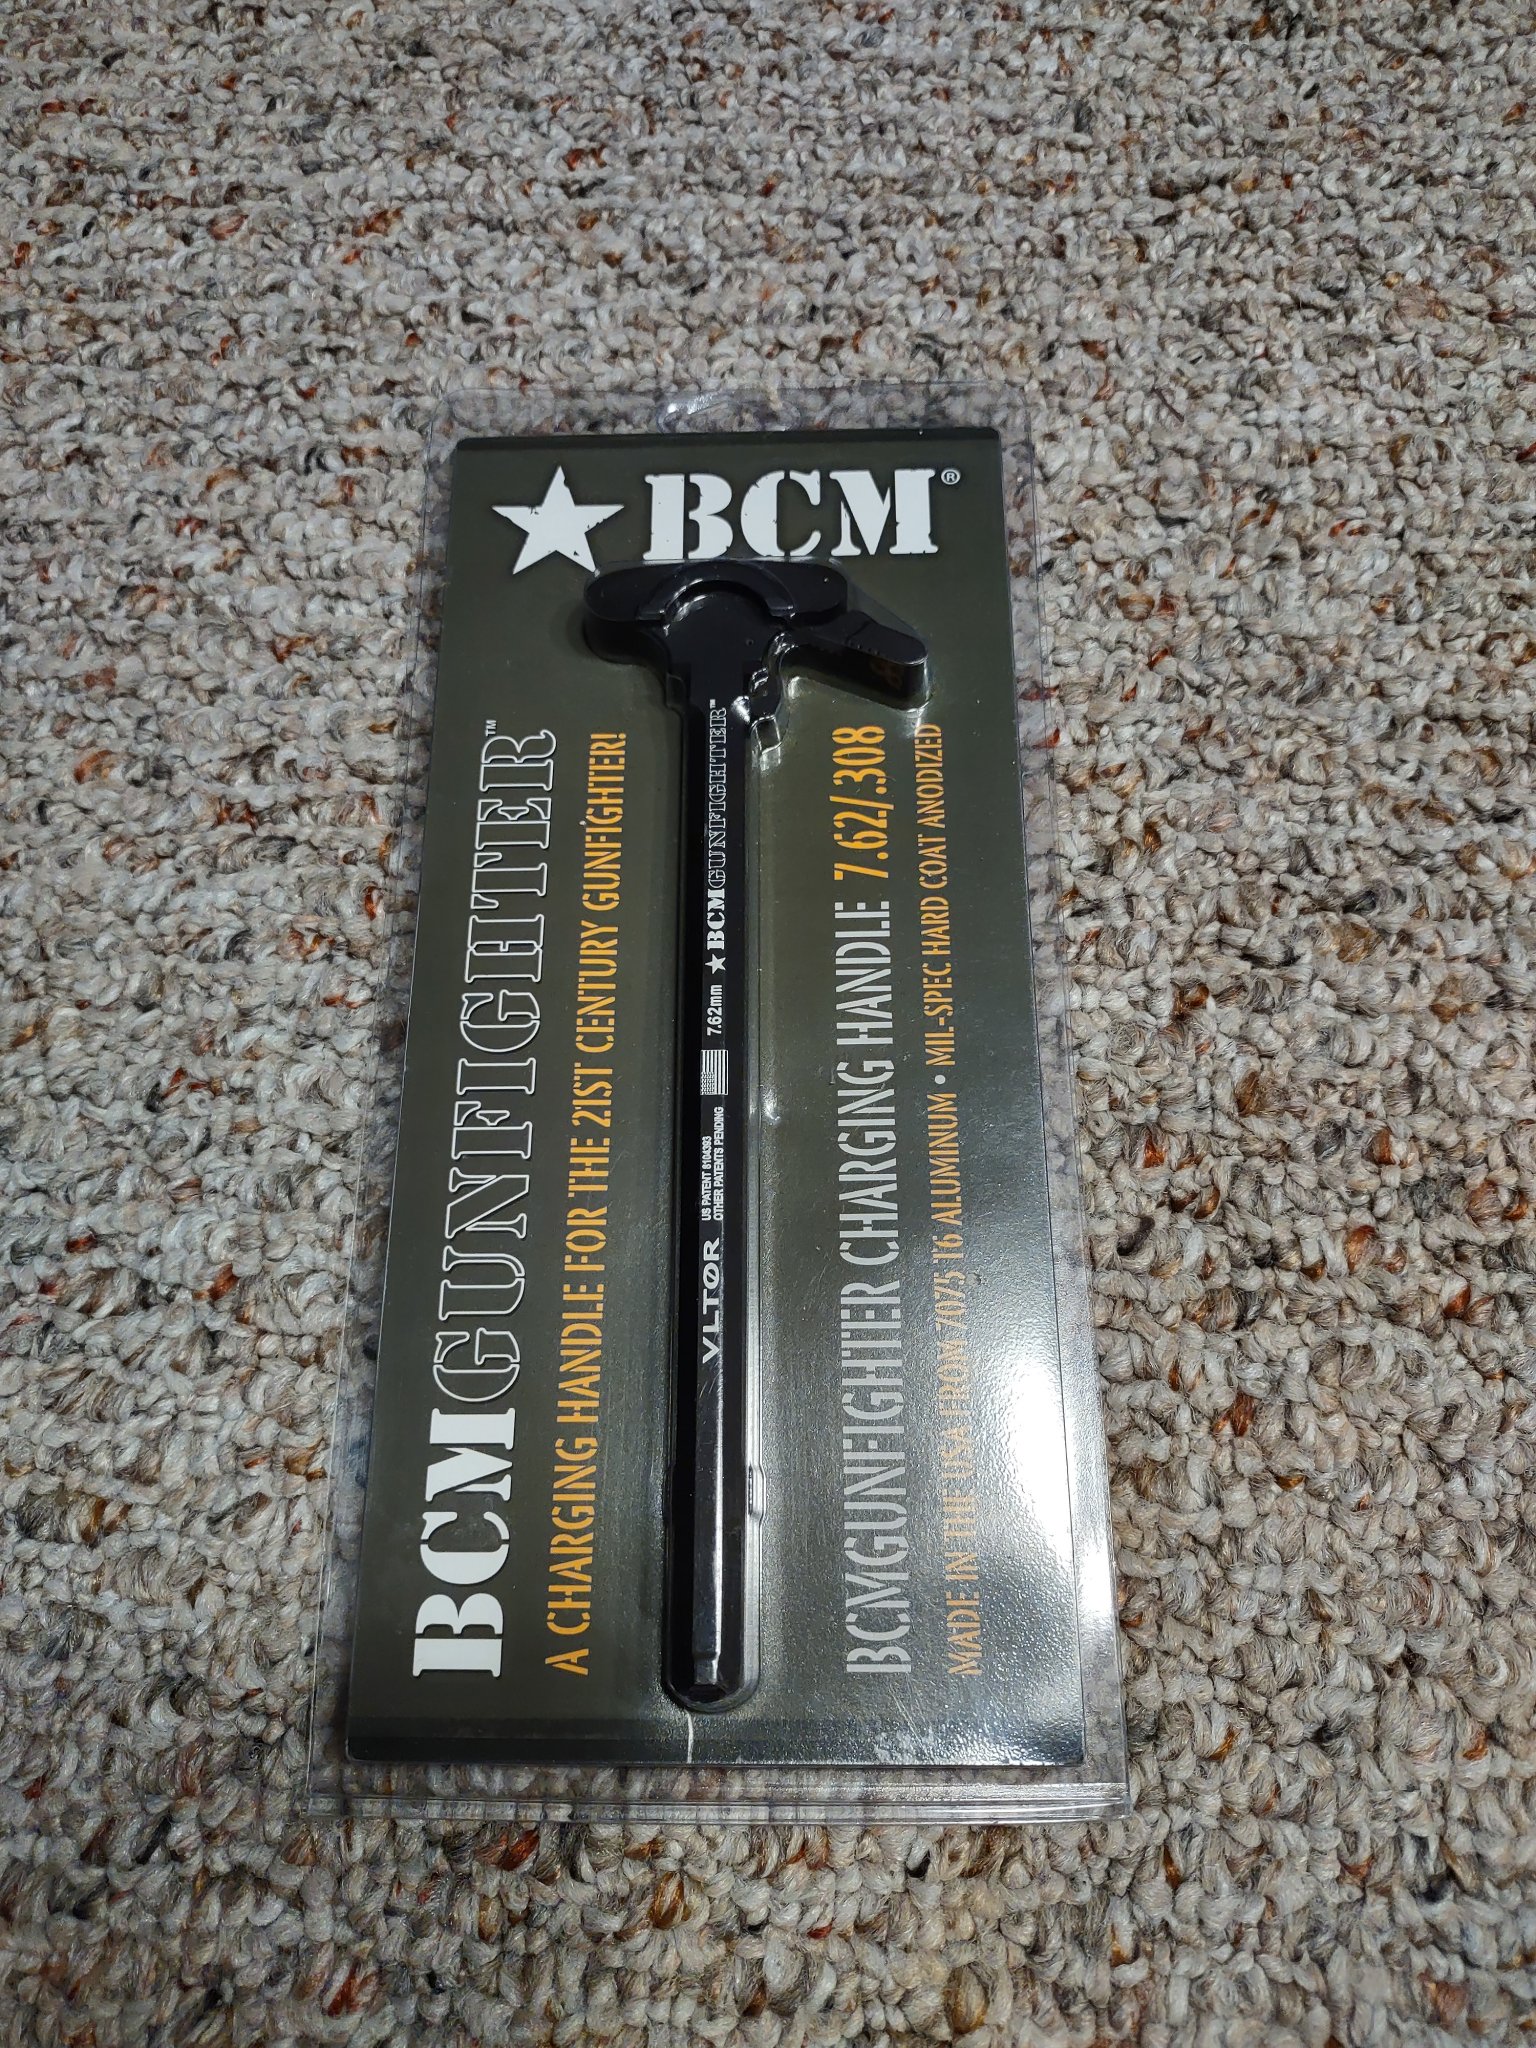 BCM®
BCMGUNFIGHTER™
A CHARGING HANDLE FOR THE 21ST CENTURY GUNFIGHTER!
VLTØR US PATENT 8104393 7.62mm BCMGUNFIGHTER™
OTHER PATENTS PENDING
BCMGUNFIGHTER CHARGING HANDLE 7.62/.308
MADE IN THE USA FROM 7075 T6 ALUMINUM • MIL-SPEC HARD COAT ANODIZED